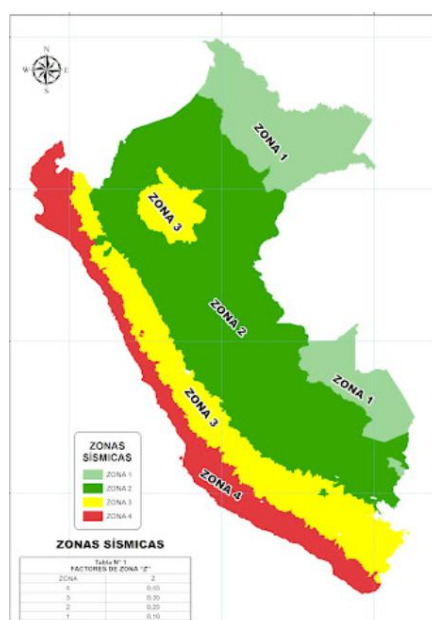 N
W E
S
ZONA 1
ZONA 3
ZONA 2
ZONA 1
ZONA 3
ZONA 4
ZONAS
SÍSMICAS
ZONA 1
ZONA 2
ZONA 3
ZONA 4
ZONAS SÍSMICAS
Tabla N° 1
FACTORES DE ZONA "Z"
ZONA Z
4 0,45
3 0,35
2 0,25
1 0,10